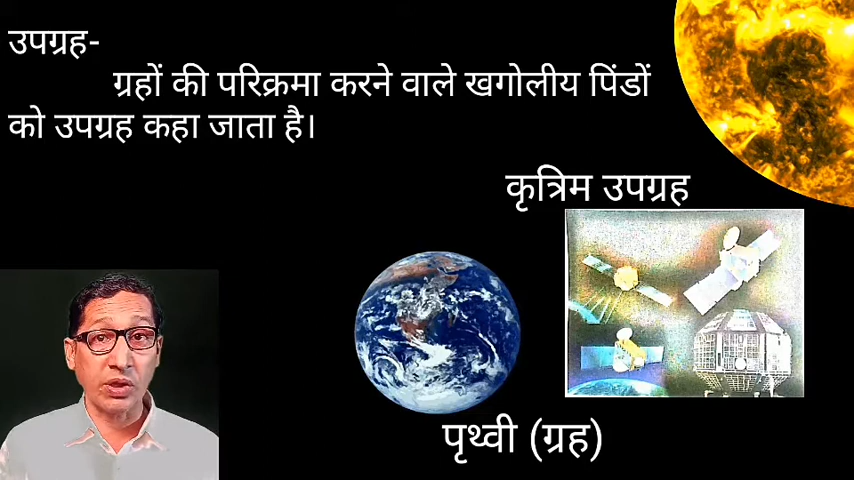 उपग्रह-
ग्रहों की परिक्रमा करने वाले खगोलीय पिंडों
को उपग्रह कहा जाता है।
कृत्रिम उपग्रह
पृथ्वी (ग्रह)